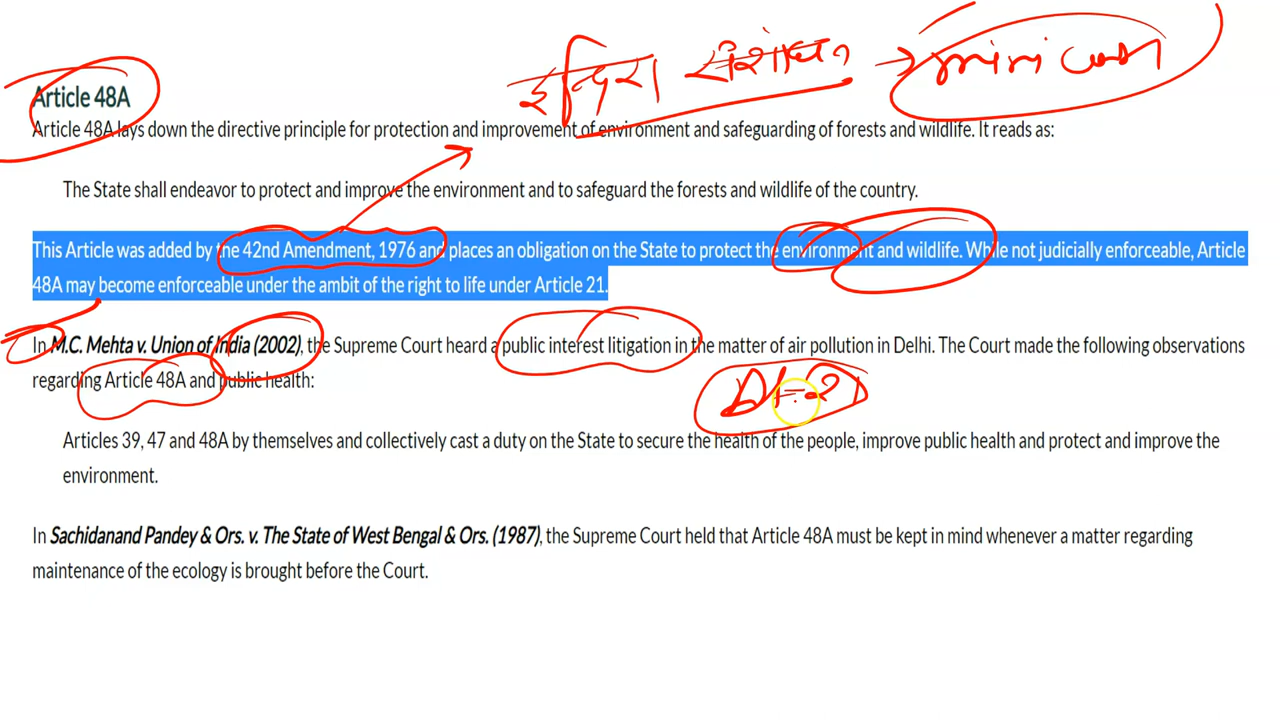 इन्दिरा संशोधन → mini
Article 48A
Article 48A lays down the directive principle for protection and improvement of environment and safeguarding of forests and wildlife. It reads as:
The State shall endeavor to protect and improve the environment and to safeguard the forests and wildlife of the country.
This Article was added by the 42nd Amendment, 1976 and places an obligation on the State to protect the environment and wildlife. While not judicially enforceable, Article
48A may become enforceable under the ambit of the right to life under Article 21.
In M.C. Mehta v. Union of India (2002), the Supreme Court heard a public interest litigation in the matter of air pollution in Delhi. The Court made the following observations
regarding Article 48A and public health:
Articles 39, 47 and 48A by themselves and collectively cast a duty on the State to secure the health of the people, improve public health and protect and improve the
environment.
In Sachidanand Pandey & Ors. v. The State of West Bengal & Ors. (1987), the Supreme Court held that Article 48A must be kept in mind whenever a matter regarding
maintenance of the ecology is brought before the Court.